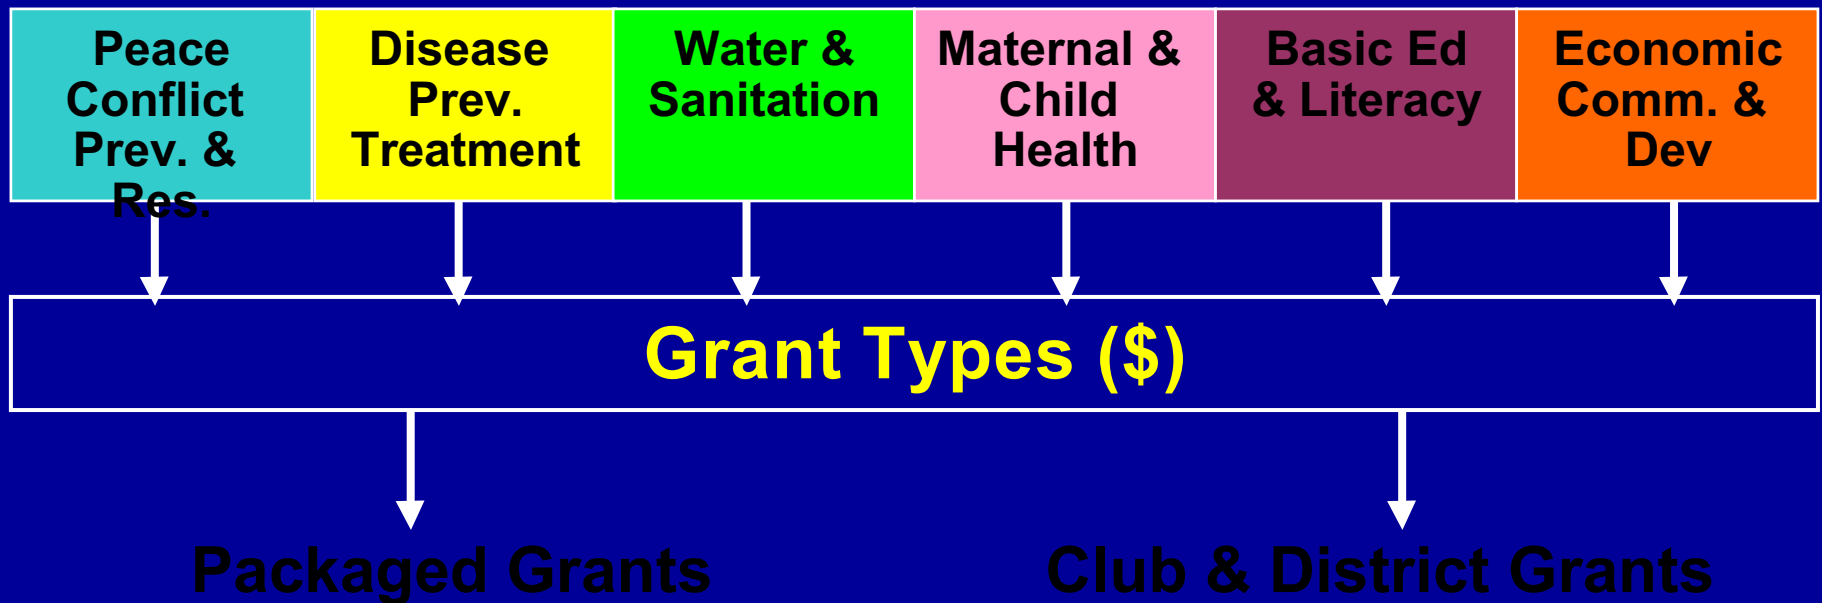 Peace
Conflict
Prev. &
Res.
Disease
Prev.
Treatment
Water &
Sanitation
Maternal &
Child
Health
Basic Ed
& Literacy
Economic
Comm. &
Dev
Grant Types ($)
Packaged Grants
Club & District Grants